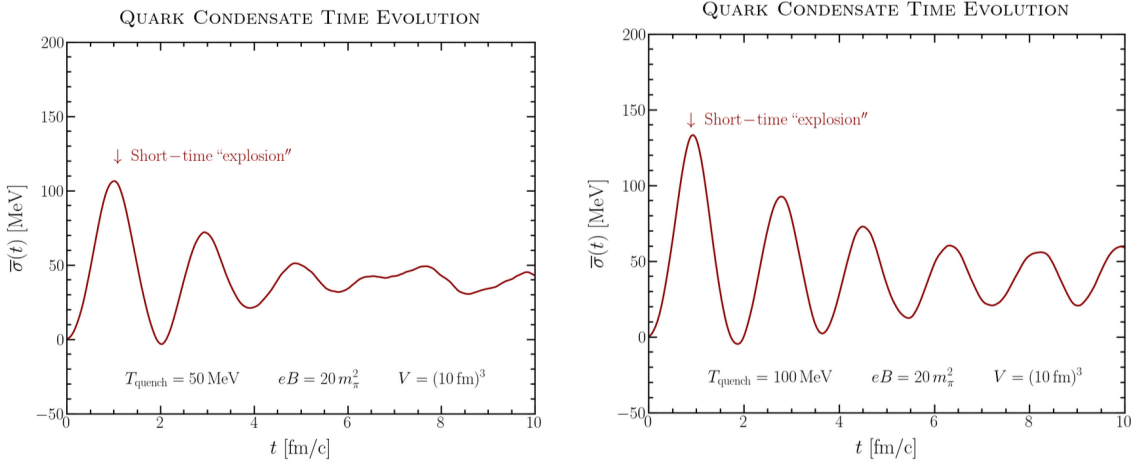 QUARK CONDENSATE TIME EVOLUTION
200
150
100
50
0
−50
0 2 4 6 8 10
σ̅(t) [MeV]
t [fm/c]
↓ Short−time “explosion”
T_quench = 50 MeV eB = 20 m_π^2 V = (10 fm)^3
QUARK CONDENSATE TIME EVOLUTION
200
150
100
50
0
−50
0 2 4 6 8 10
σ̅(t) [MeV]
t [fm/c]
↓ Short−time “explosion”
T_quench = 100 MeV eB = 20 m_π^2 V = (10 fm)^3